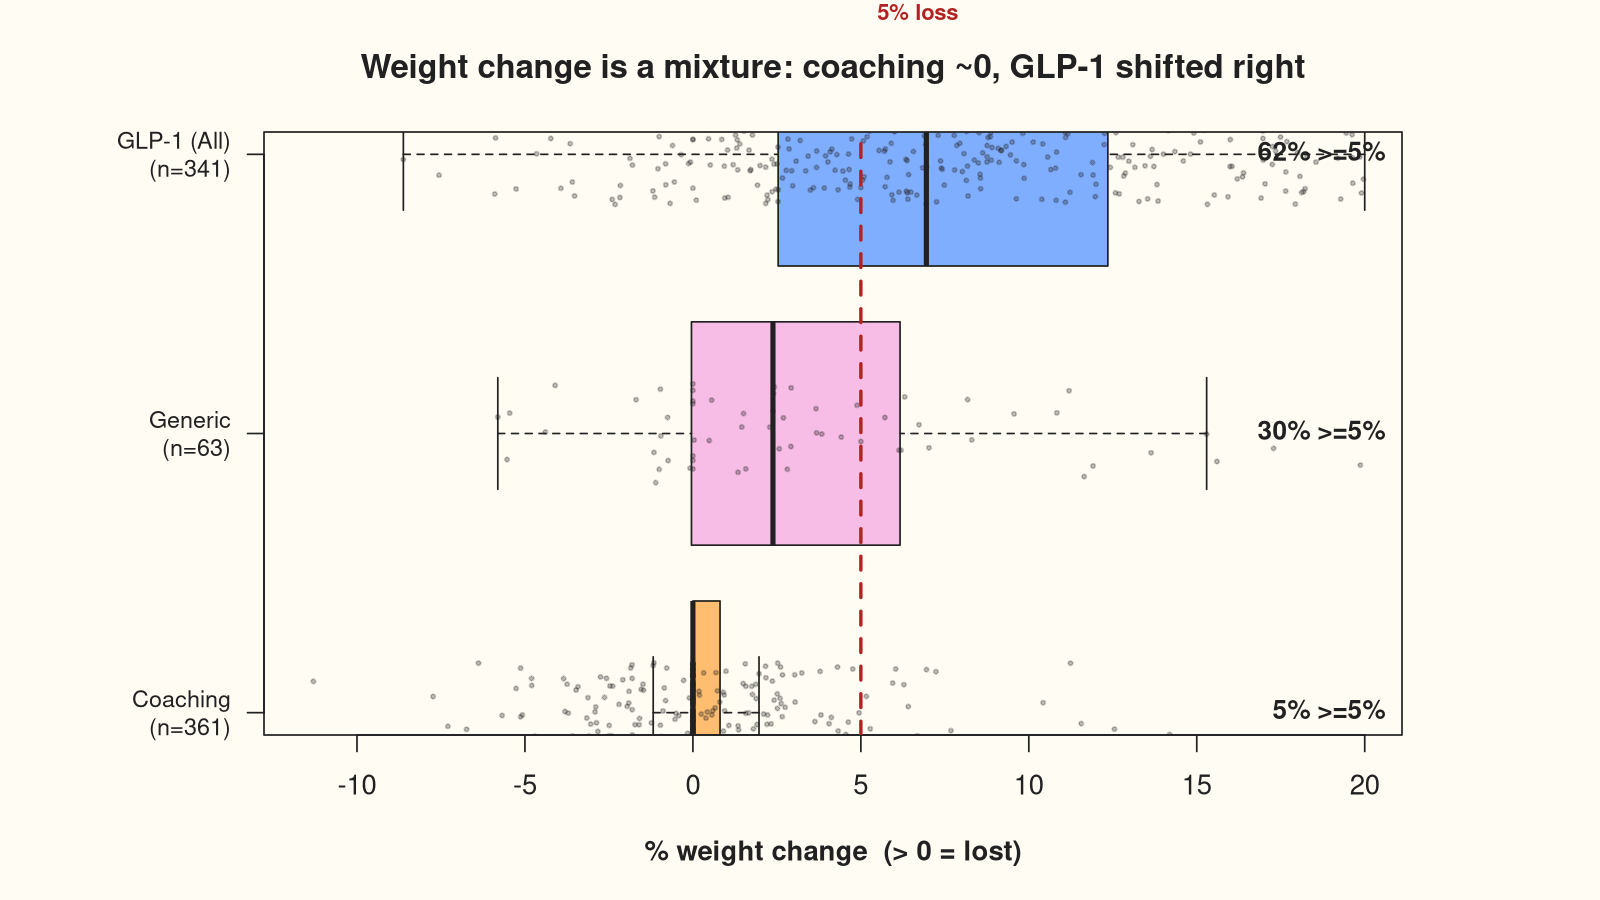 5% loss
Weight change is a mixture: coaching ~0, GLP-1 shifted right
GLP-1 (All)
(n=341)
62% >=5%
Generic
(n=63)
30% >=5%
Coaching
(n=361)
5% >=5%
-10 -5 0 5 10 15 20
% weight change (> 0 = lost)